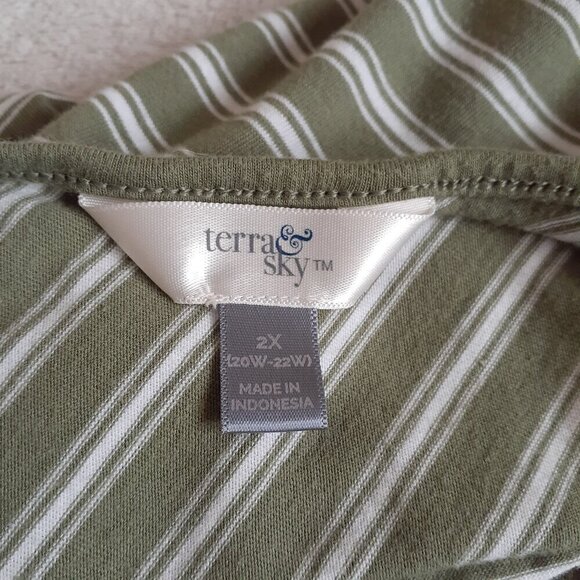 terra&
sky™
2X
(20W-22W)
MADE IN
INDONESIA